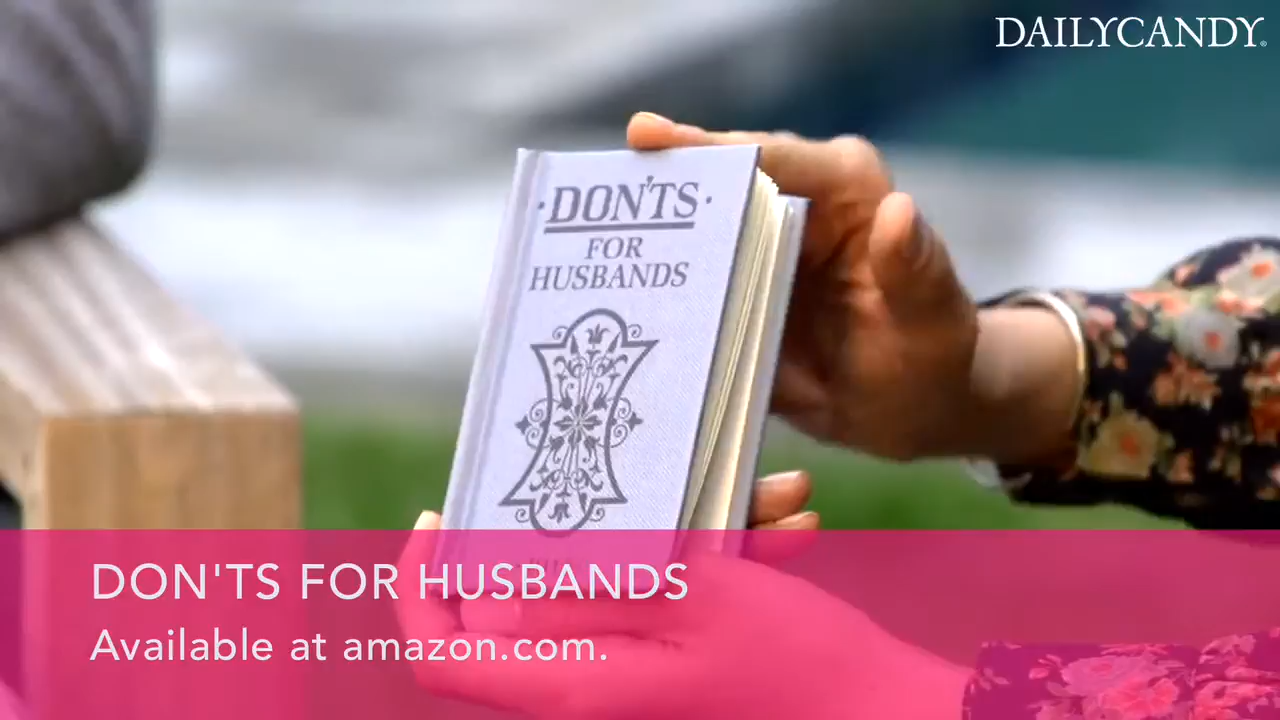 DAILYCANDY®
·DON'TS·
FOR
HUSBANDS
DON'TS FOR HUSBANDS
Available at amazon.com.